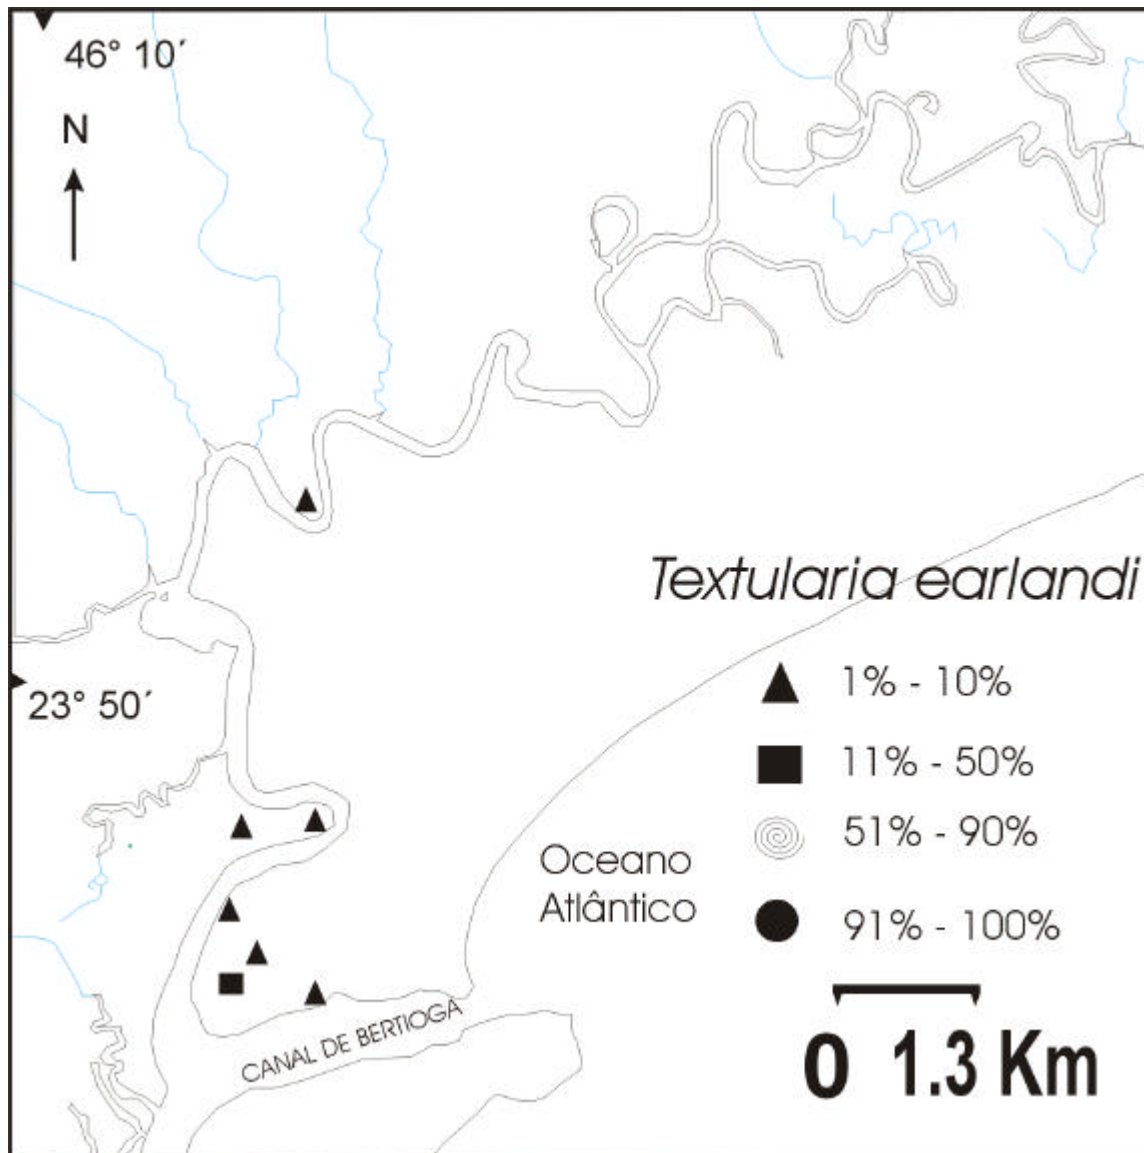 46° 10´
N
Textularia earlandi
1% - 10%
23° 50´
11% - 50%
51% - 90%
Oceano
Atlântico
91% - 100%
CANAL DE BERTIOGA
0 1.3 Km